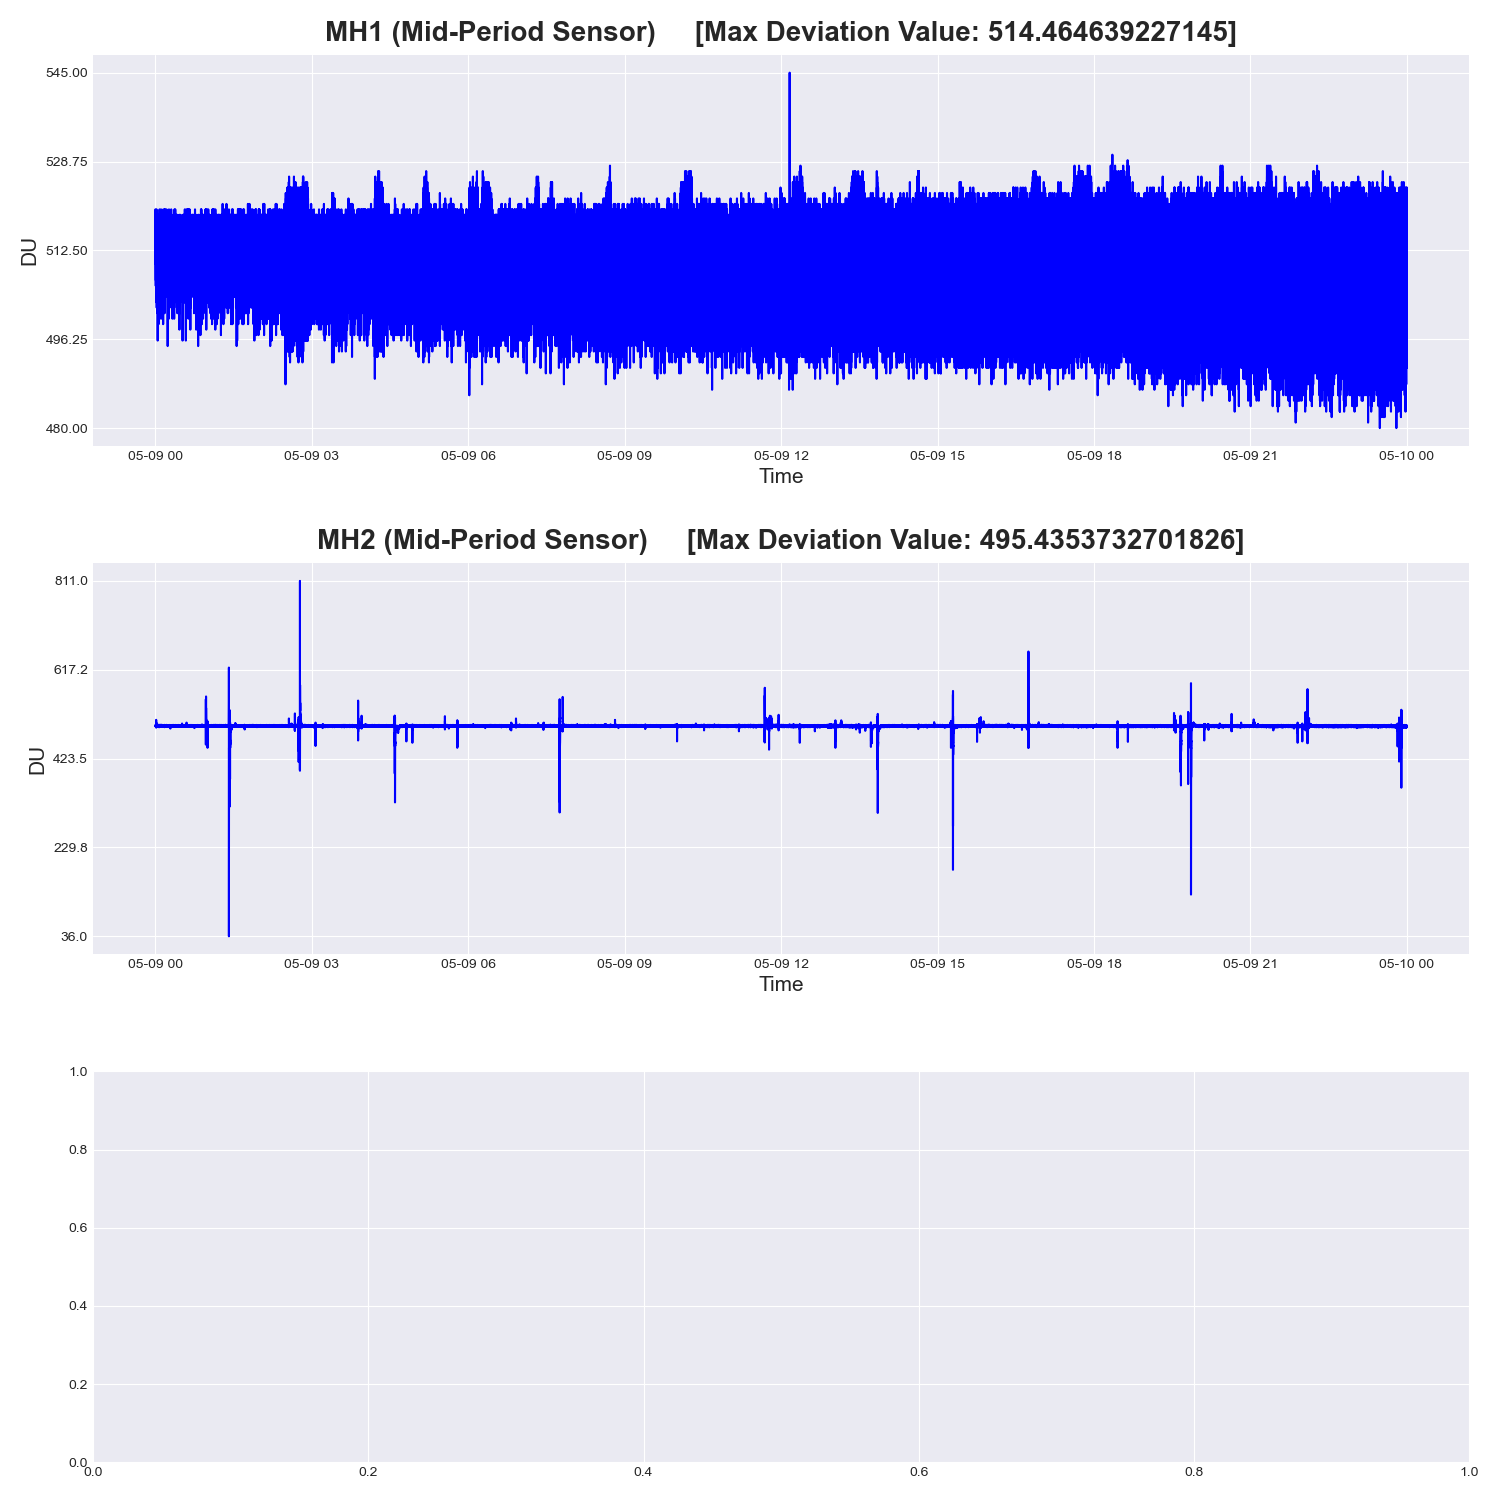 MH1 (Mid-Period Sensor) [Max Deviation Value: 514.464639227145]
545.00
528.75
512.50
496.25
480.00
DU
05-09 00 05-09 03 05-09 06 05-09 09 05-09 12 05-09 15 05-09 18 05-09 21 05-10 00
Time
MH2 (Mid-Period Sensor) [Max Deviation Value: 495.4353732701826]
811.0
617.2
423.5
229.8
36.0
DU
05-09 00 05-09 03 05-09 06 05-09 09 05-09 12 05-09 15 05-09 18 05-09 21 05-10 00
Time
1.0
0.8
0.6
0.4
0.2
0.0
0.0 0.2 0.4 0.6 0.8 1.0